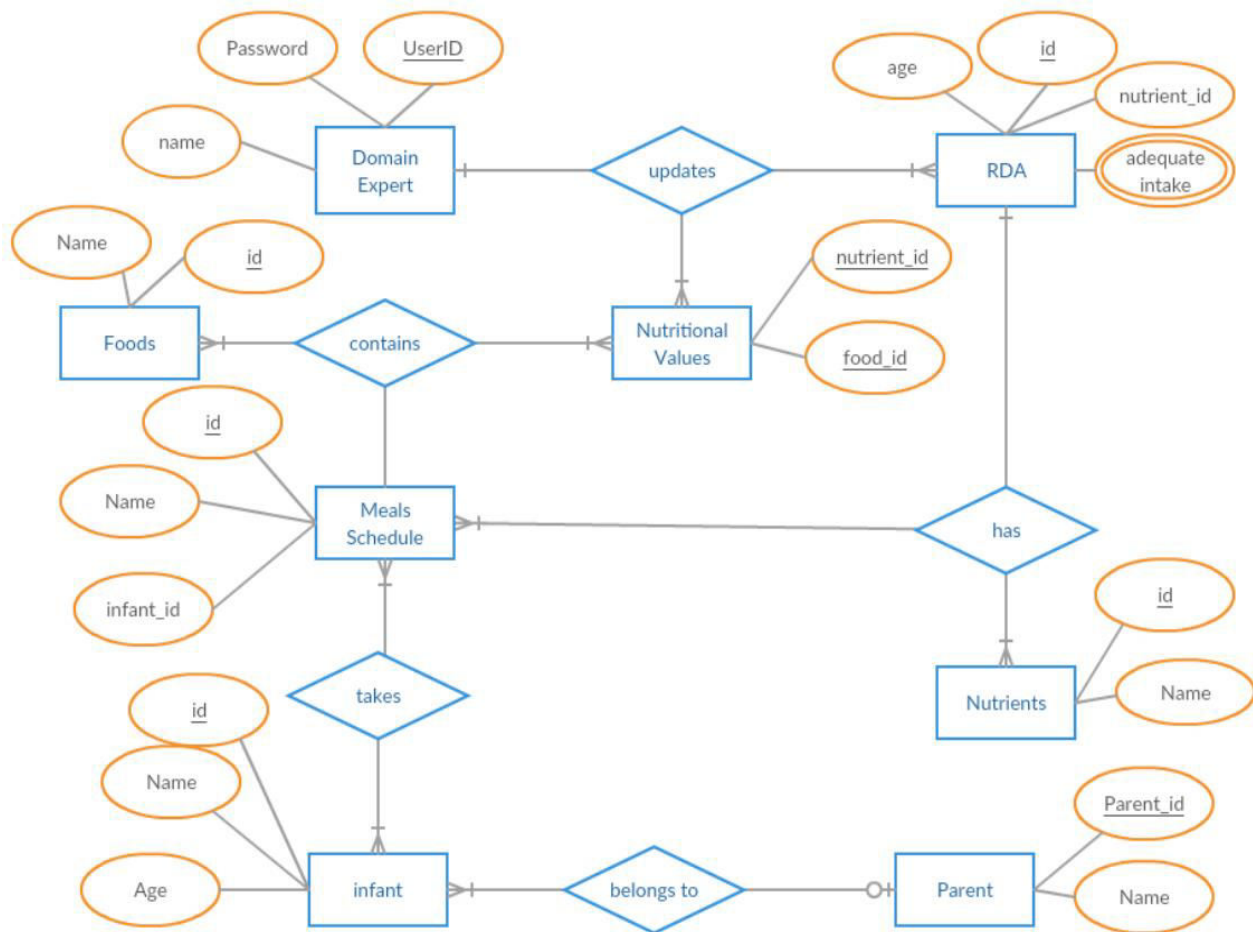 Password
UserID
id
age
nutrient_id
name
Domain
Expert
updates
RDA
adequate
intake
Name
id
nutrient_id
Foods
contains
Nutritional
Values
food_id
id
Name
Meals
Schedule
has
infant_id
id
takes
id
Name
Nutrients
Name
Parent_id
Age
infant
belongs to
Parent
Name